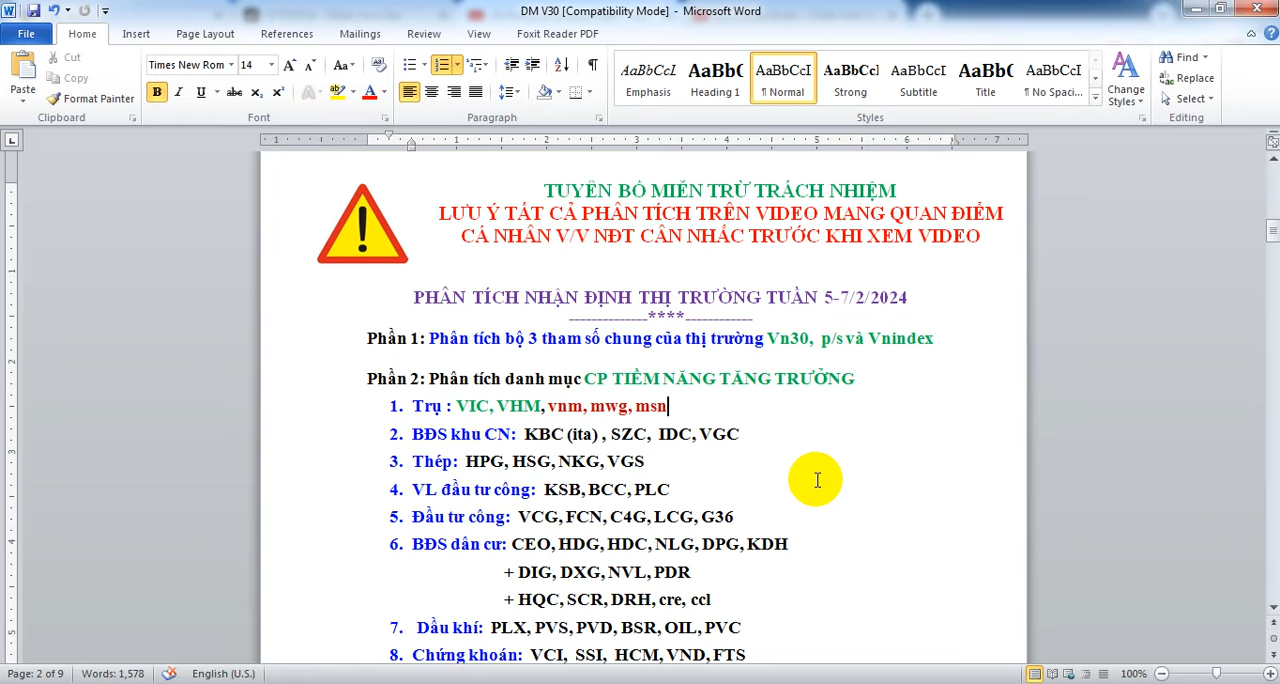 DM V30 [Compatibility Mode] - Microsoft Word
File Home Insert Page Layout References Mailings Review View Foxit Reader PDF
Cut
Copy
Format Painter
Paste
Clipboard
Times New Rom 14
Font
Paragraph
AaBbCcI AaBb( AaBbCcI AaBbCcl AaBbCcI AaBb( AaBbCcI
Emphasis Heading 1 ¶ Normal Strong Subtitle Title ¶ No Spaci...
Styles
Change Styles
Find
Replace
Select
Editing
TUYÊN BỐ MIỄN TRỪ TRÁCH NHIỆM
LƯU Ý TẤT CẢ PHÂN TÍCH TRÊN VIDEO MANG QUAN ĐIỂM
CÁ NHÂN V/V NĐT CÂN NHẮC TRƯỚC KHI XEM VIDEO
PHÂN TÍCH NHẬN ĐỊNH THỊ TRƯỜNG TUẦN 5-7/2/2024
--------------****------------
Phần 1: Phân tích bộ 3 tham số chung của thị trường Vn30, p/s và Vnindex
Phần 2: Phân tích danh mục CP TIỀM NĂNG TĂNG TRƯỞNG
1. Trụ : VIC, VHM, vnm, mwg, msn
2. BĐS khu CN: KBC (ita) , SZC, IDC, VGC
3. Thép: HPG, HSG, NKG, VGS
4. VL đầu tư công: KSB, BCC, PLC
5. Đầu tư công: VCG, FCN, C4G, LCG, G36
6. BĐS dân cư: CEO, HDG, HDC, NLG, DPG, KDH
+ DIG, DXG, NVL, PDR
+ HQC, SCR, DRH, cre, ccl
7. Dầu khí: PLX, PVS, PVD, BSR, OIL, PVC
8. Chứng khoán: VCI, SSI, HCM, VND, FTS
Page: 2 of 9 Words: 1,578 English (U.S.) 100%